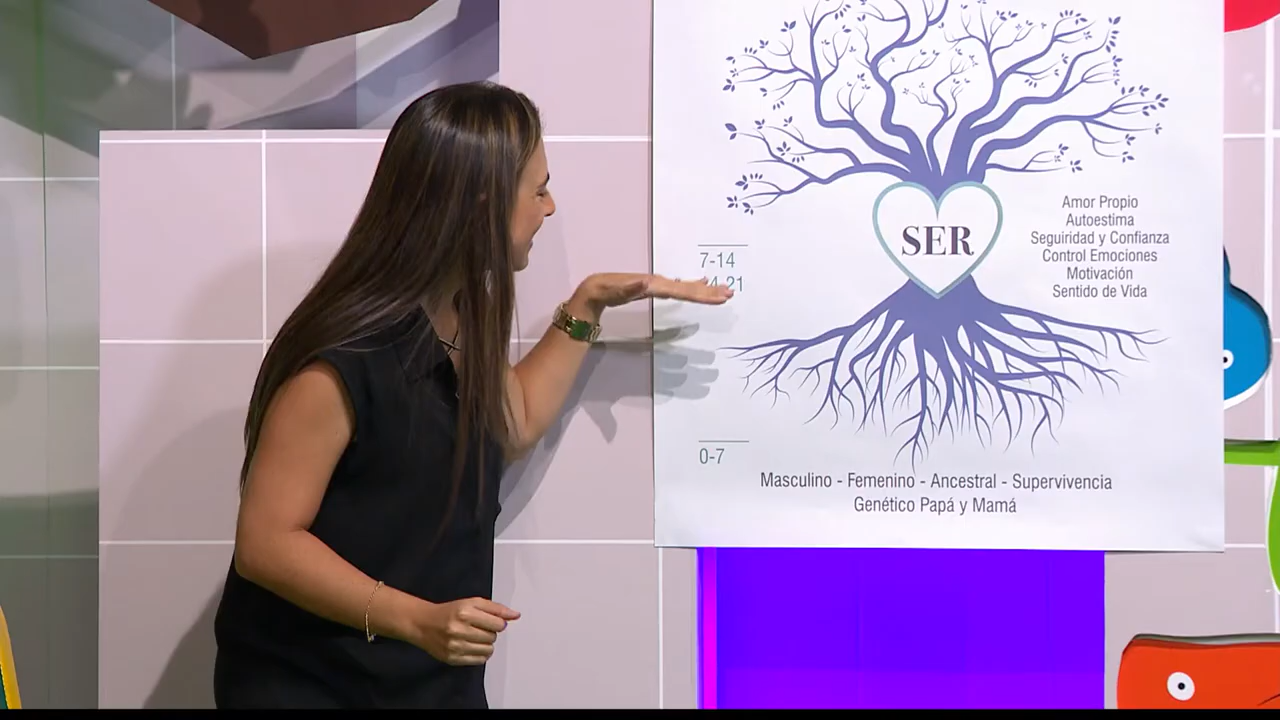 SER
Amor Propio
Autoestima
Seguiridad y Confianza
Control Emociones
Motivación
Sentido de Vida
7-14
0-7
Masculino - Femenino - Ancestral - Supervivencia
Genético Papá y Mamá